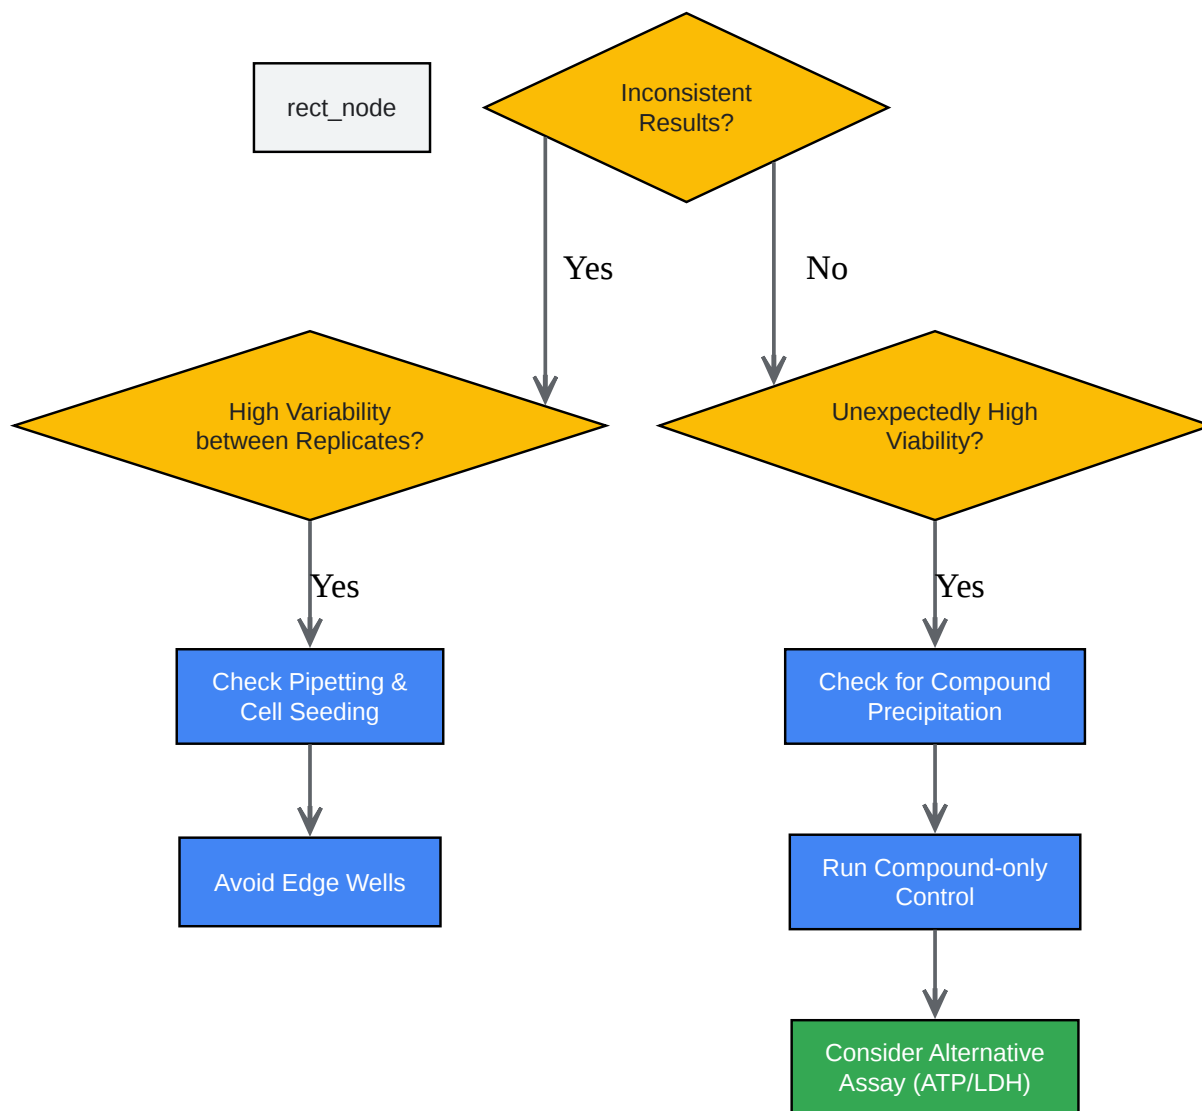 rect_node
Inconsistent
Results?
Yes
No
High Variability
between Replicates?
Unexpectedly High
Viability?
Yes
Yes
Check Pipetting &
Cell Seeding
Check for Compound
Precipitation
Avoid Edge Wells
Run Compound-only
Control
Consider Alternative
Assay (ATP/LDH)